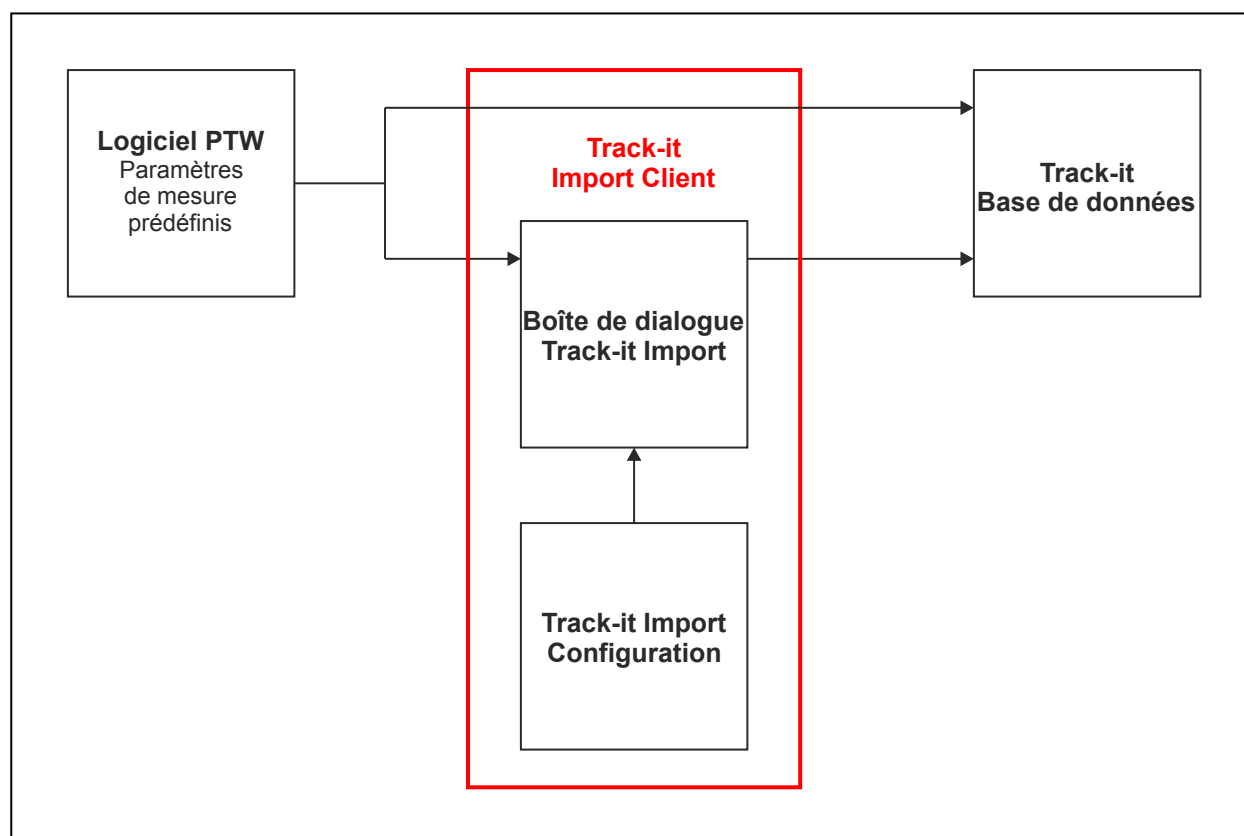 Logiciel PTW
Paramètres
de mesure
prédéfinis
Track-it
Import Client
Track-it
Base de données
Boîte de dialogue
Track-it Import
Track-it Import
Configuration